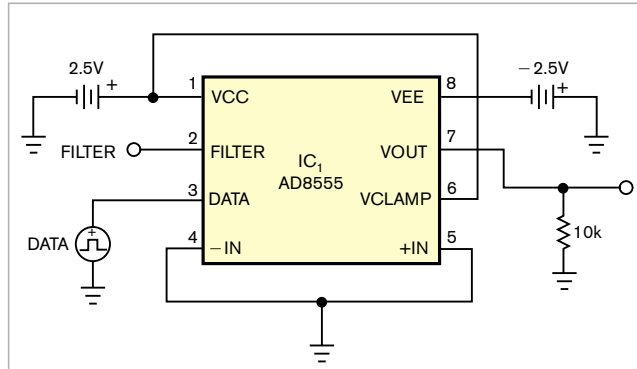 2.5V
+
− 2.5V
+
1
VCC
VEE
8
FILTER
2
FILTER
VOUT
7
IC1
AD8555
3
DATA
VCLAMP
6
DATA
+
10k
4
−IN
+IN
5